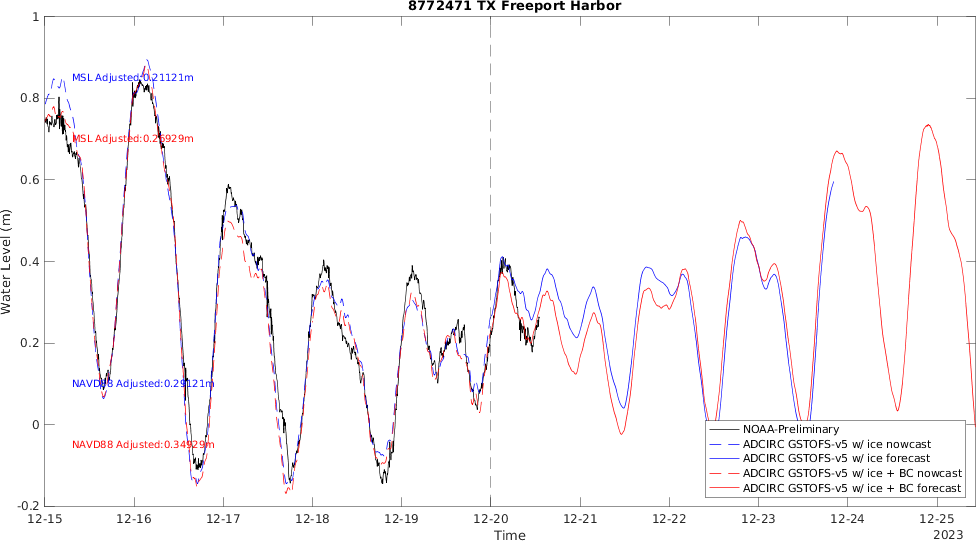 8772471 TX Freeport Harbor
1
0.8
0.6
0.4
0.2
0
-0.2
Water Level (m)
MSL Adjusted:0.21121m
MSL Adjusted:0.26929m
NAVD88 Adjusted:0.29121m
NAVD88 Adjusted:0.34929m
NOAA-Preliminary
ADCIRC GSTOFS-v5 w/ ice nowcast
ADCIRC GSTOFS-v5 w/ ice forecast
ADCIRC GSTOFS-v5 w/ ice + BC nowcast
ADCIRC GSTOFS-v5 w/ ice + BC forecast
12-15 12-16 12-17 12-18 12-19 12-20 12-21 12-22 12-23 12-24 12-25
Time
2023